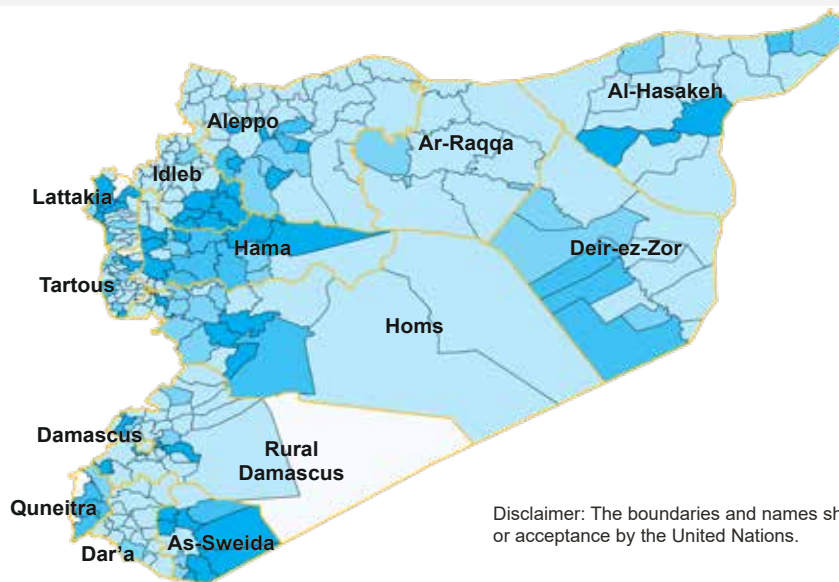 Al-Hasakeh
Aleppo
Ar-Raqqa
Idleb
Lattakia
Hama
Deir-ez-Zor
Tartous
Homs
Damascus
Rural
Damascus
Quneitra
Disclaimer: The boundaries and names
or acceptance by the United Nations.
As-Sweida
Dar'a